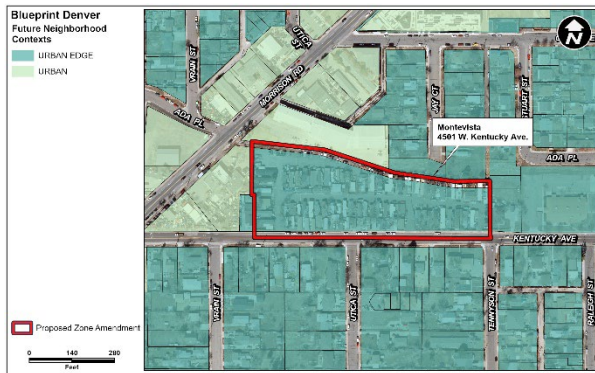 Blueprint Denver
Future Neighborhood
Contexts
URBAN EDGE
URBAN
VRAIN ST
UTICA
ST
N
MORRISON RD
ADA PL
JAY CT
STUART ST
Montevista
4501 W. Kentucky Ave.
ADA PL
KENTUCKY AVE
VRAIN ST
UTICA ST
TENNYSON ST
RALEIGH ST
Proposed Zone Amendment
0 140 280
Feet